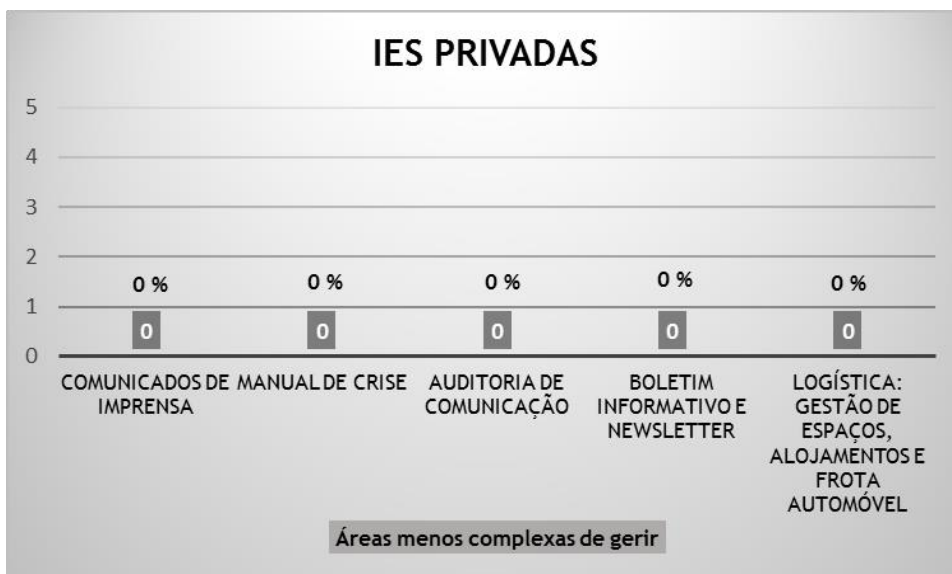 IES PRIVADAS
5
4
3
2
1
0
0 %
0 %
0 %
0 %
0 %
0
0
0
0
0
COMUNICADOS DE
IMPRENSA
MANUAL DE CRISE
AUDITORIA DE
COMUNICAÇÃO
BOLETIM
INFORMATIVO E
NEWSLETTER
LOGÍSTICA:
GESTÃO DE
ESPAÇOS,
ALOJAMENTOS E
FROTA
AUTOMÓVEL
Áreas menos complexas de gerir